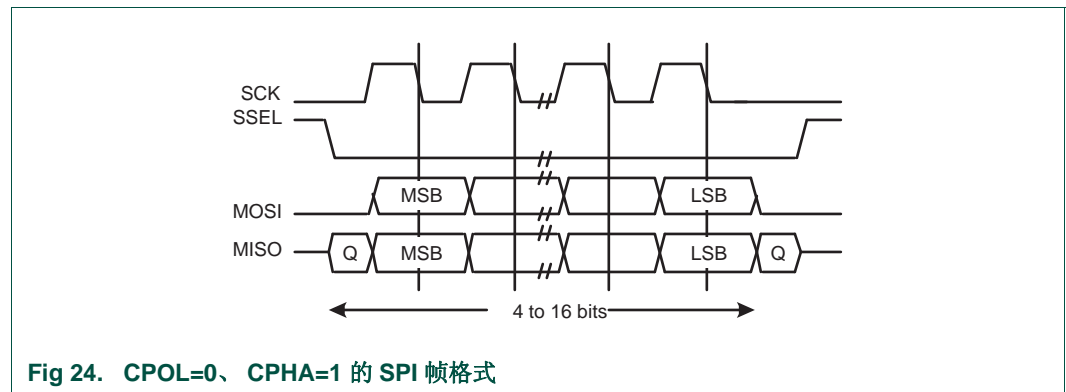 SCK
SSEL
MOSI MSB LSB
MISO Q MSB LSB Q
4 to 16 bits
Fig 24. CPOL=0、 CPHA=1 的 SPI 帧格式